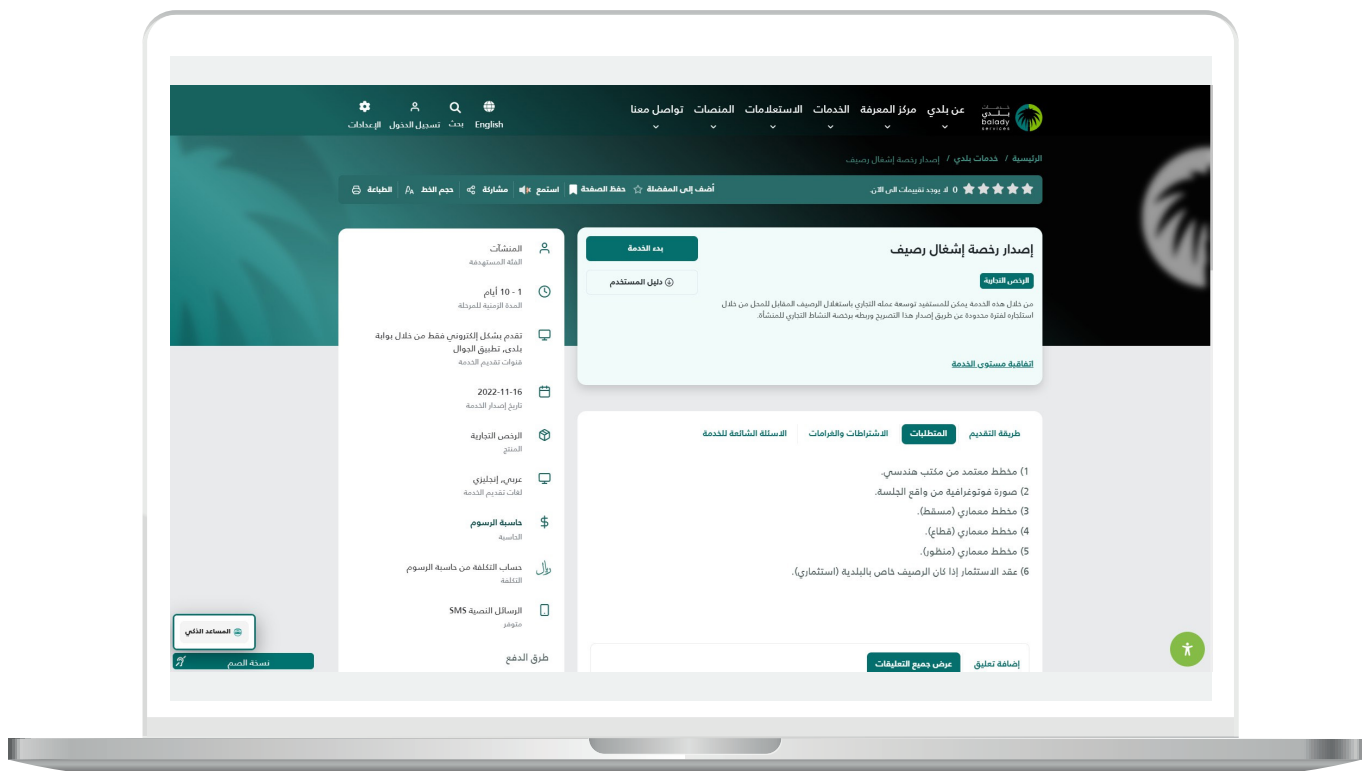 خدمات
بلدي
balady
services
عن بلدي
مركز المعرفة
الخدمات
الاستعلامات
المنصات
تواصل معنا
English
بحث
تسجيل الدخول
الإعدادات
الرئيسية / خدمات بلدي / إصدار رخصة إشغال رصيف
0 لا يوجد تقييمات الى الآن.
أضف إلى المفضلة
حفظ الصفحة
استمع
مشاركة
حجم الخط
الطباعة
إصدار رخصة إشغال رصيف
بدء الخدمة
دليل المستخدم
الرخص التجارية
من خلال هذه الخدمة يمكن للمستفيد توسعة عمله التجاري باستغلال الرصيف المقابل للمحل من خلال
استئجاره لفترة محدودة عن طريق إصدار هذا التصريح وربطه برخصة النشاط التجاري للمنشأة.
اتفاقية مستوى الخدمة
طريقة التقديم
المتطلبات
الاشتراطات والغرامات
الاسئلة الشائعة للخدمة
1) مخطط معتمد من مكتب هندسي.
2) صورة فوتوغرافية من واقع الجلسة.
3) مخطط معماري (مسقط).
4) مخطط معماري (قطاع).
5) مخطط معماري (منظور).
6) عقد الاستثمار إذا كان الرصيف خاص بالبلدية (استثماري).
إضافة تعليق
عرض جميع التعليقات
المنشآت
الفئة المستهدفة
1 - 10 أيام
المدة الزمنية للمرحلة
تقدم بشكل إلكتروني فقط من خلال بوابة
بلدي, تطبيق الجوال
قنوات تقديم الخدمة
2022-11-16
تاريخ إصدار الخدمة
الرخص التجارية
المنتج
عربي, إنجليزي
لغات تقديم الخدمة
حاسبة الرسوم
الحاسبة
حساب التكلفة من حاسبة الرسوم
التكلفة
الرسائل النصية SMS
متوفر
طرق الدفع
المساعد الذكي
نسخة الصم